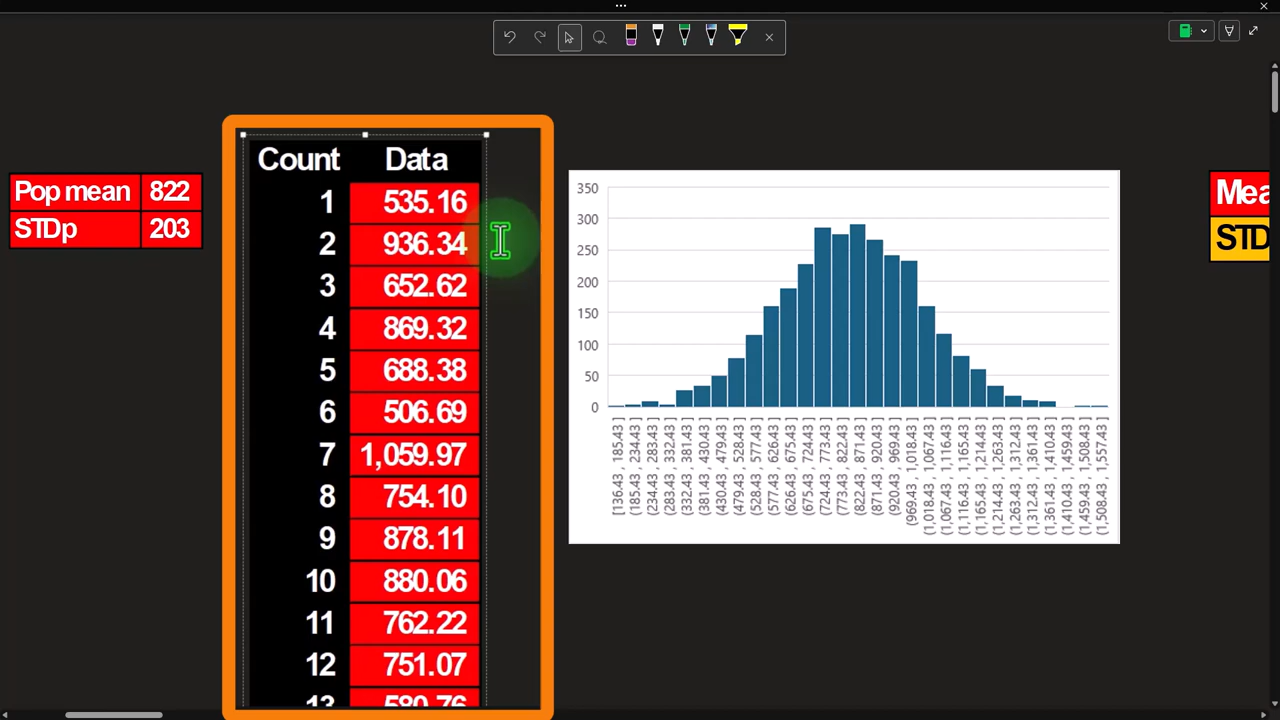 Pop mean 822
STDp 203
Count Data
1 535.16
2 936.34
3 652.62
4 869.32
5 688.38
6 506.69
7 1,059.97
8 754.10
9 878.11
10 880.06
11 762.22
12 751.07
13 580.76
350
300
250
200
150
100
50
0
[136.43 , 185.43 ]
(185.43 , 234.43 ]
(234.43 , 283.43 ]
(283.43 , 332.43 ]
(332.43 , 381.43 ]
(381.43 , 430.43 ]
(430.43 , 479.43 ]
(479.43 , 528.43 ]
(528.43 , 577.43 ]
(577.43 , 626.43 ]
(626.43 , 675.43 ]
(675.43 , 724.43 ]
(724.43 , 773.43 ]
(773.43 , 822.43 ]
(822.43 , 871.43 ]
(871.43 , 920.43 ]
(920.43 , 969.43 ]
(969.43 , 1,018.43 ]
(1,018.43 , 1,067.43 ]
(1,067.43 , 1,116.43 ]
(1,116.43 , 1,165.43 ]
(1,165.43 , 1,214.43 ]
(1,214.43 , 1,263.43 ]
(1,263.43 , 1,312.43 ]
(1,312.43 , 1,361.43 ]
(1,361.43 , 1,410.43 ]
(1,410.43 , 1,459.43 ]
(1,459.43 , 1,508.43 ]
(1,508.43 , 1,557.43 ]
Mea
STD